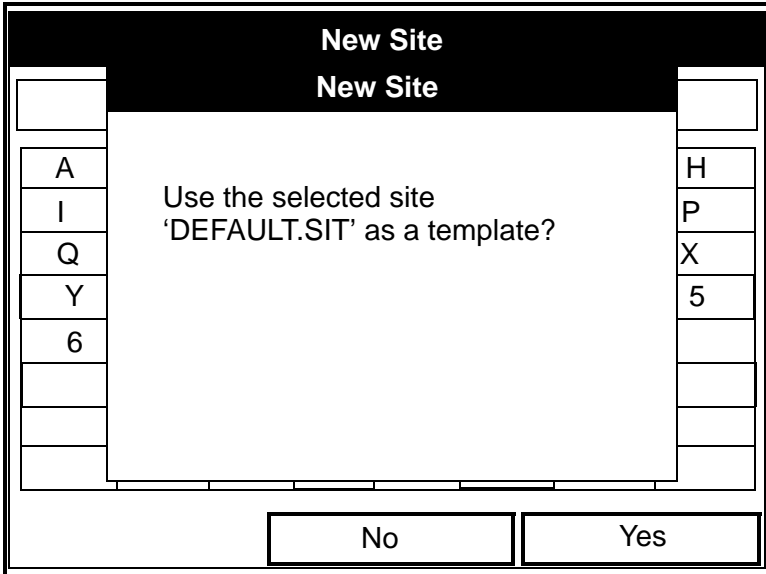 New Site
New Site
Use the selected site
‘DEFAULT.SIT’ as a template?
A H
I P
Q X
Y 5
6
No Yes